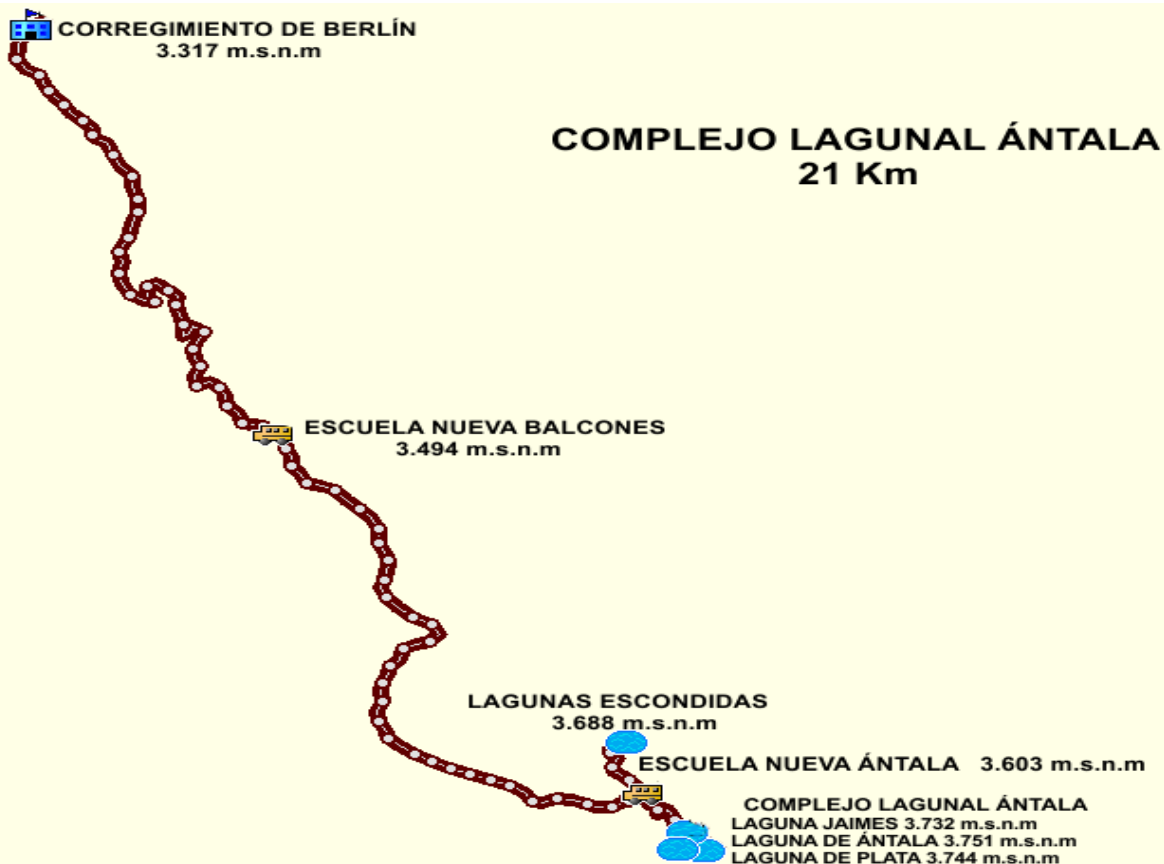 CORREGIMIENTO DE BERLÍN
3.317 m.s.n.m
COMPLEJO LAGUNAL ÁNTALA
21 Km
ESCUELA NUEVA BALCONES
3.494 m.s.n.m
LAGUNAS ESCONDIDAS
3.688 m.s.n.m
ESCUELA NUEVA ÁNTALA 3.603 m.s.n.m
COMPLEJO LAGUNAL ÁNTALA
LAGUNA JAIMES 3.732 m.s.n.m
LAGUNA DE ÁNTALA 3.751 m.s.n.m
LAGUNA DE PLATA 3.744 m.s.n.m